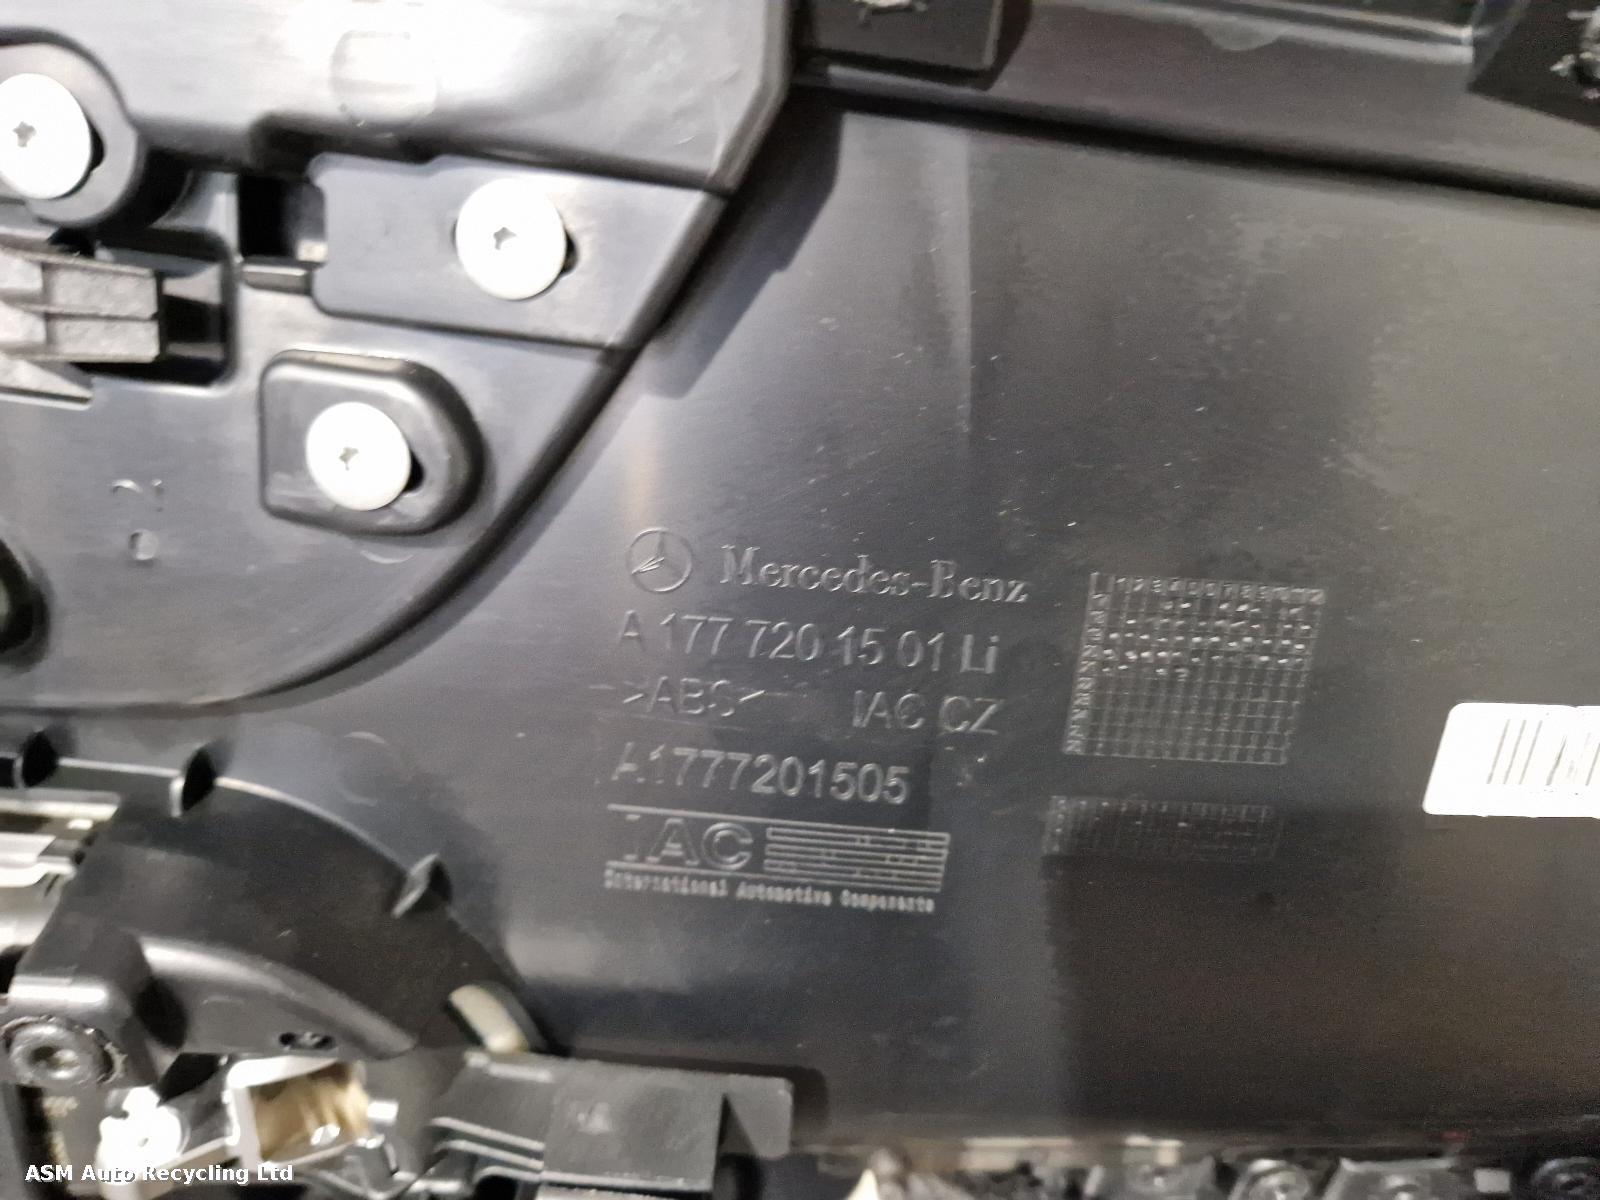 Mercedes-Benz
A 177 720 15 01 Li
>ABS< IAC CZ
A1777201505
IAC
International Automotive Components
ASM Auto Recycling Ltd